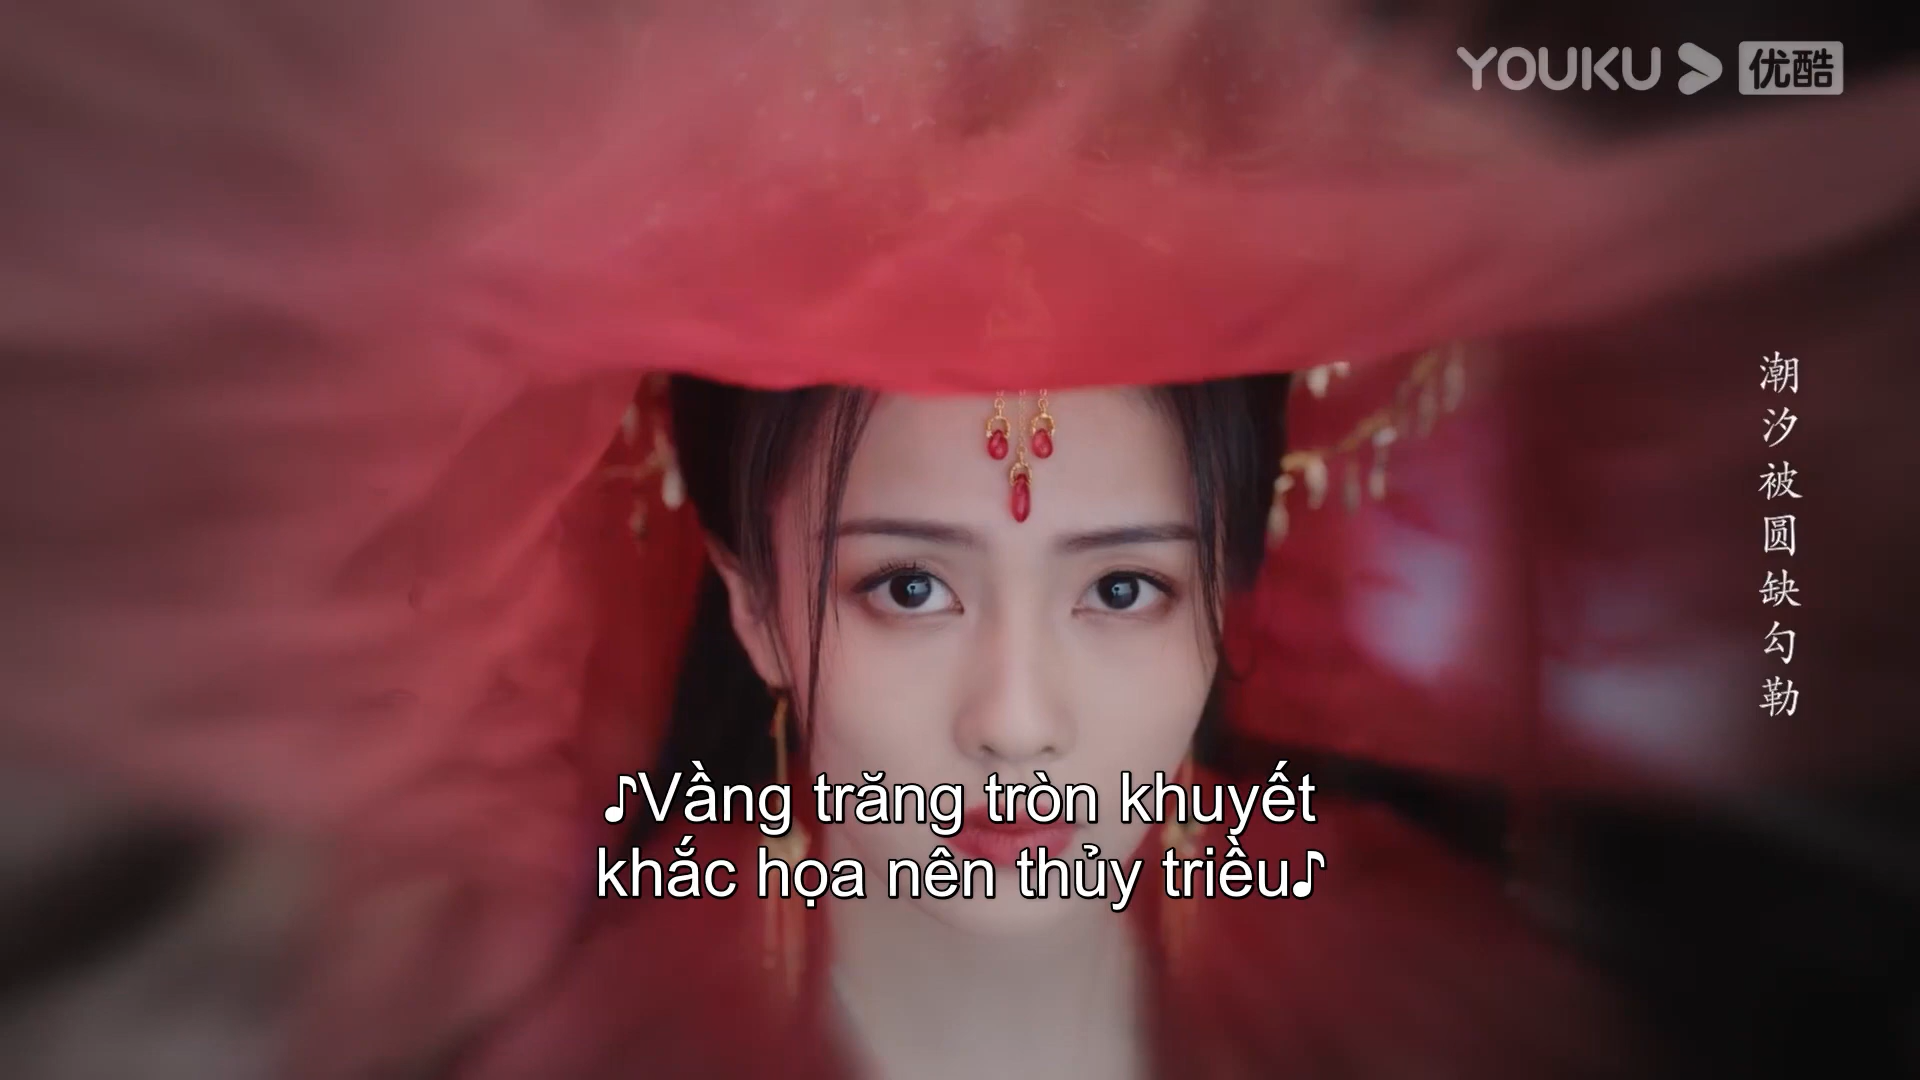 YOUKU 优酷
潮汐被圆缺勾勒
♪Vầng trăng tròn khuyết
khắc họa nên thủy triều♪